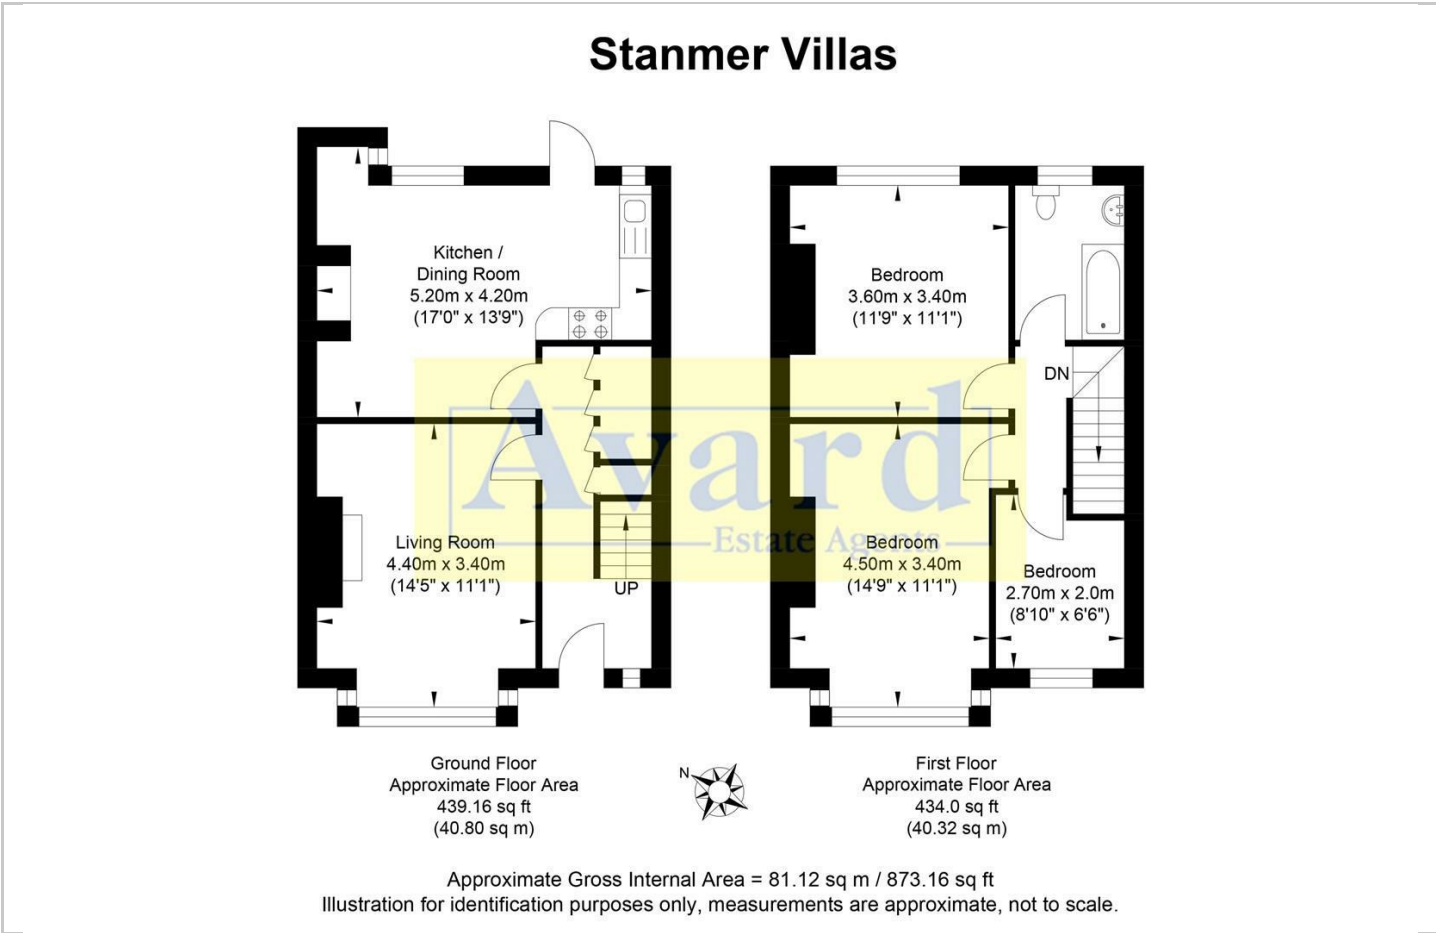 Stanmer Villas
Kitchen /
Dining Room
5.20m x 4.20m
(17'0" x 13'9")
Living Room
4.40m x 3.40m
(14'5" x 11'1")
UP
Bedroom
3.60m x 3.40m
(11'9" x 11'1")
DN
Bedroom
4.50m x 3.40m
(14'9" x 11'1")
Bedroom
2.70m x 2.0m
(8'10" x 6'6")
Avard
Estate Agents
Ground Floor
Approximate Floor Area
439.16 sq ft
(40.80 sq m)
N
First Floor
Approximate Floor Area
434.0 sq ft
(40.32 sq m)
Approximate Gross Internal Area = 81.12 sq m / 873.16 sq ft
Illustration for identification purposes only, measurements are approximate, not to scale.